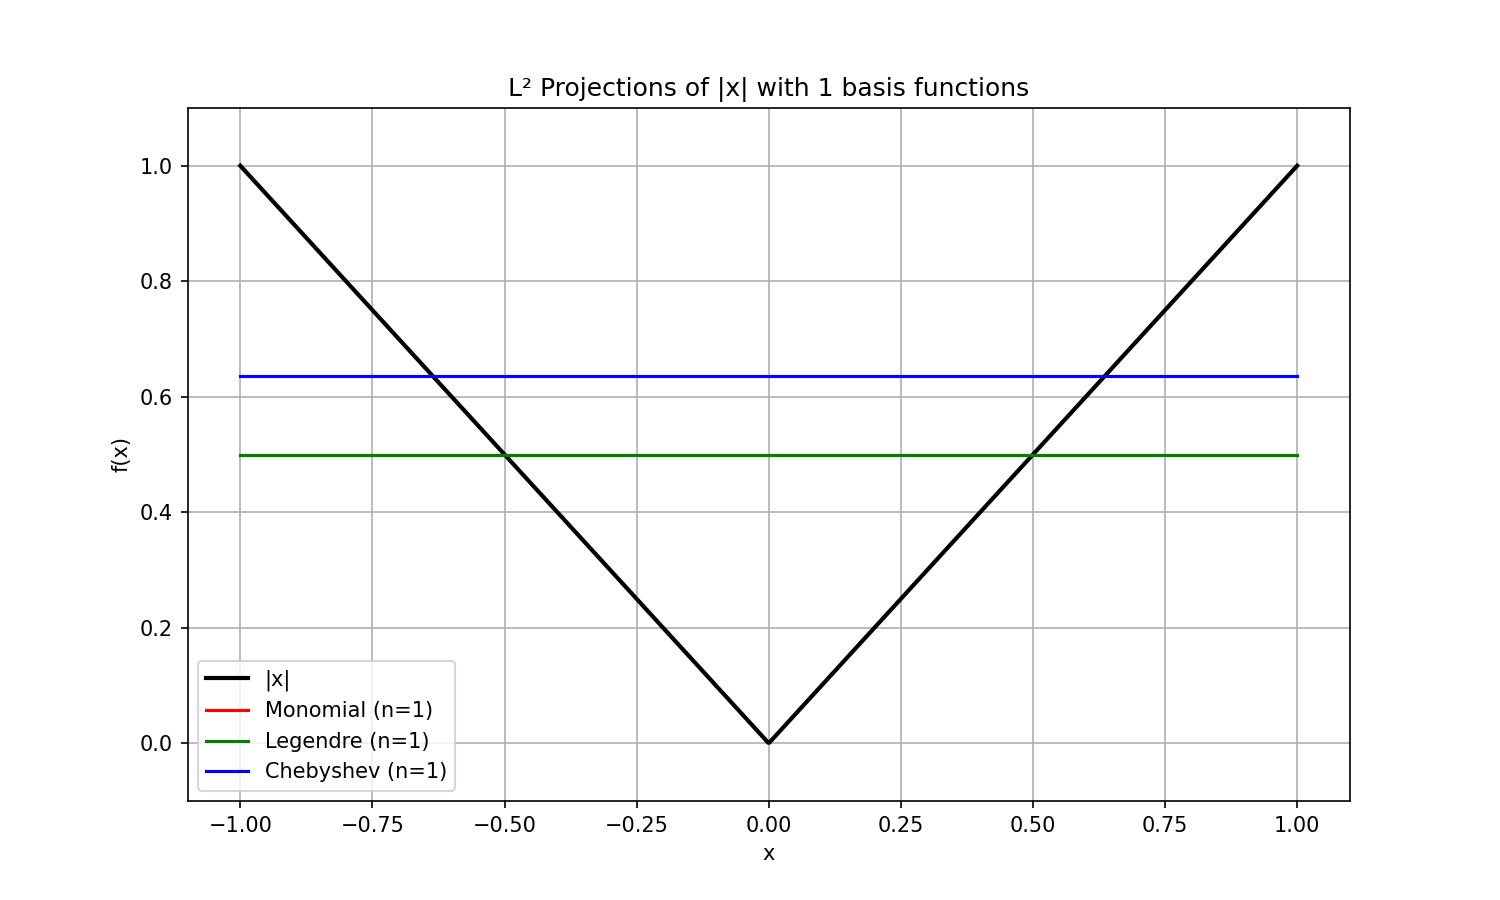 L² Projections of |x| with 1 basis functions
1.0
0.8
0.6
0.4
0.2
0.0
f(x)
|x|
Monomial (n=1)
Legendre (n=1)
Chebyshev (n=1)
−1.00 −0.75 −0.50 −0.25 0.00 0.25 0.50 0.75 1.00
x